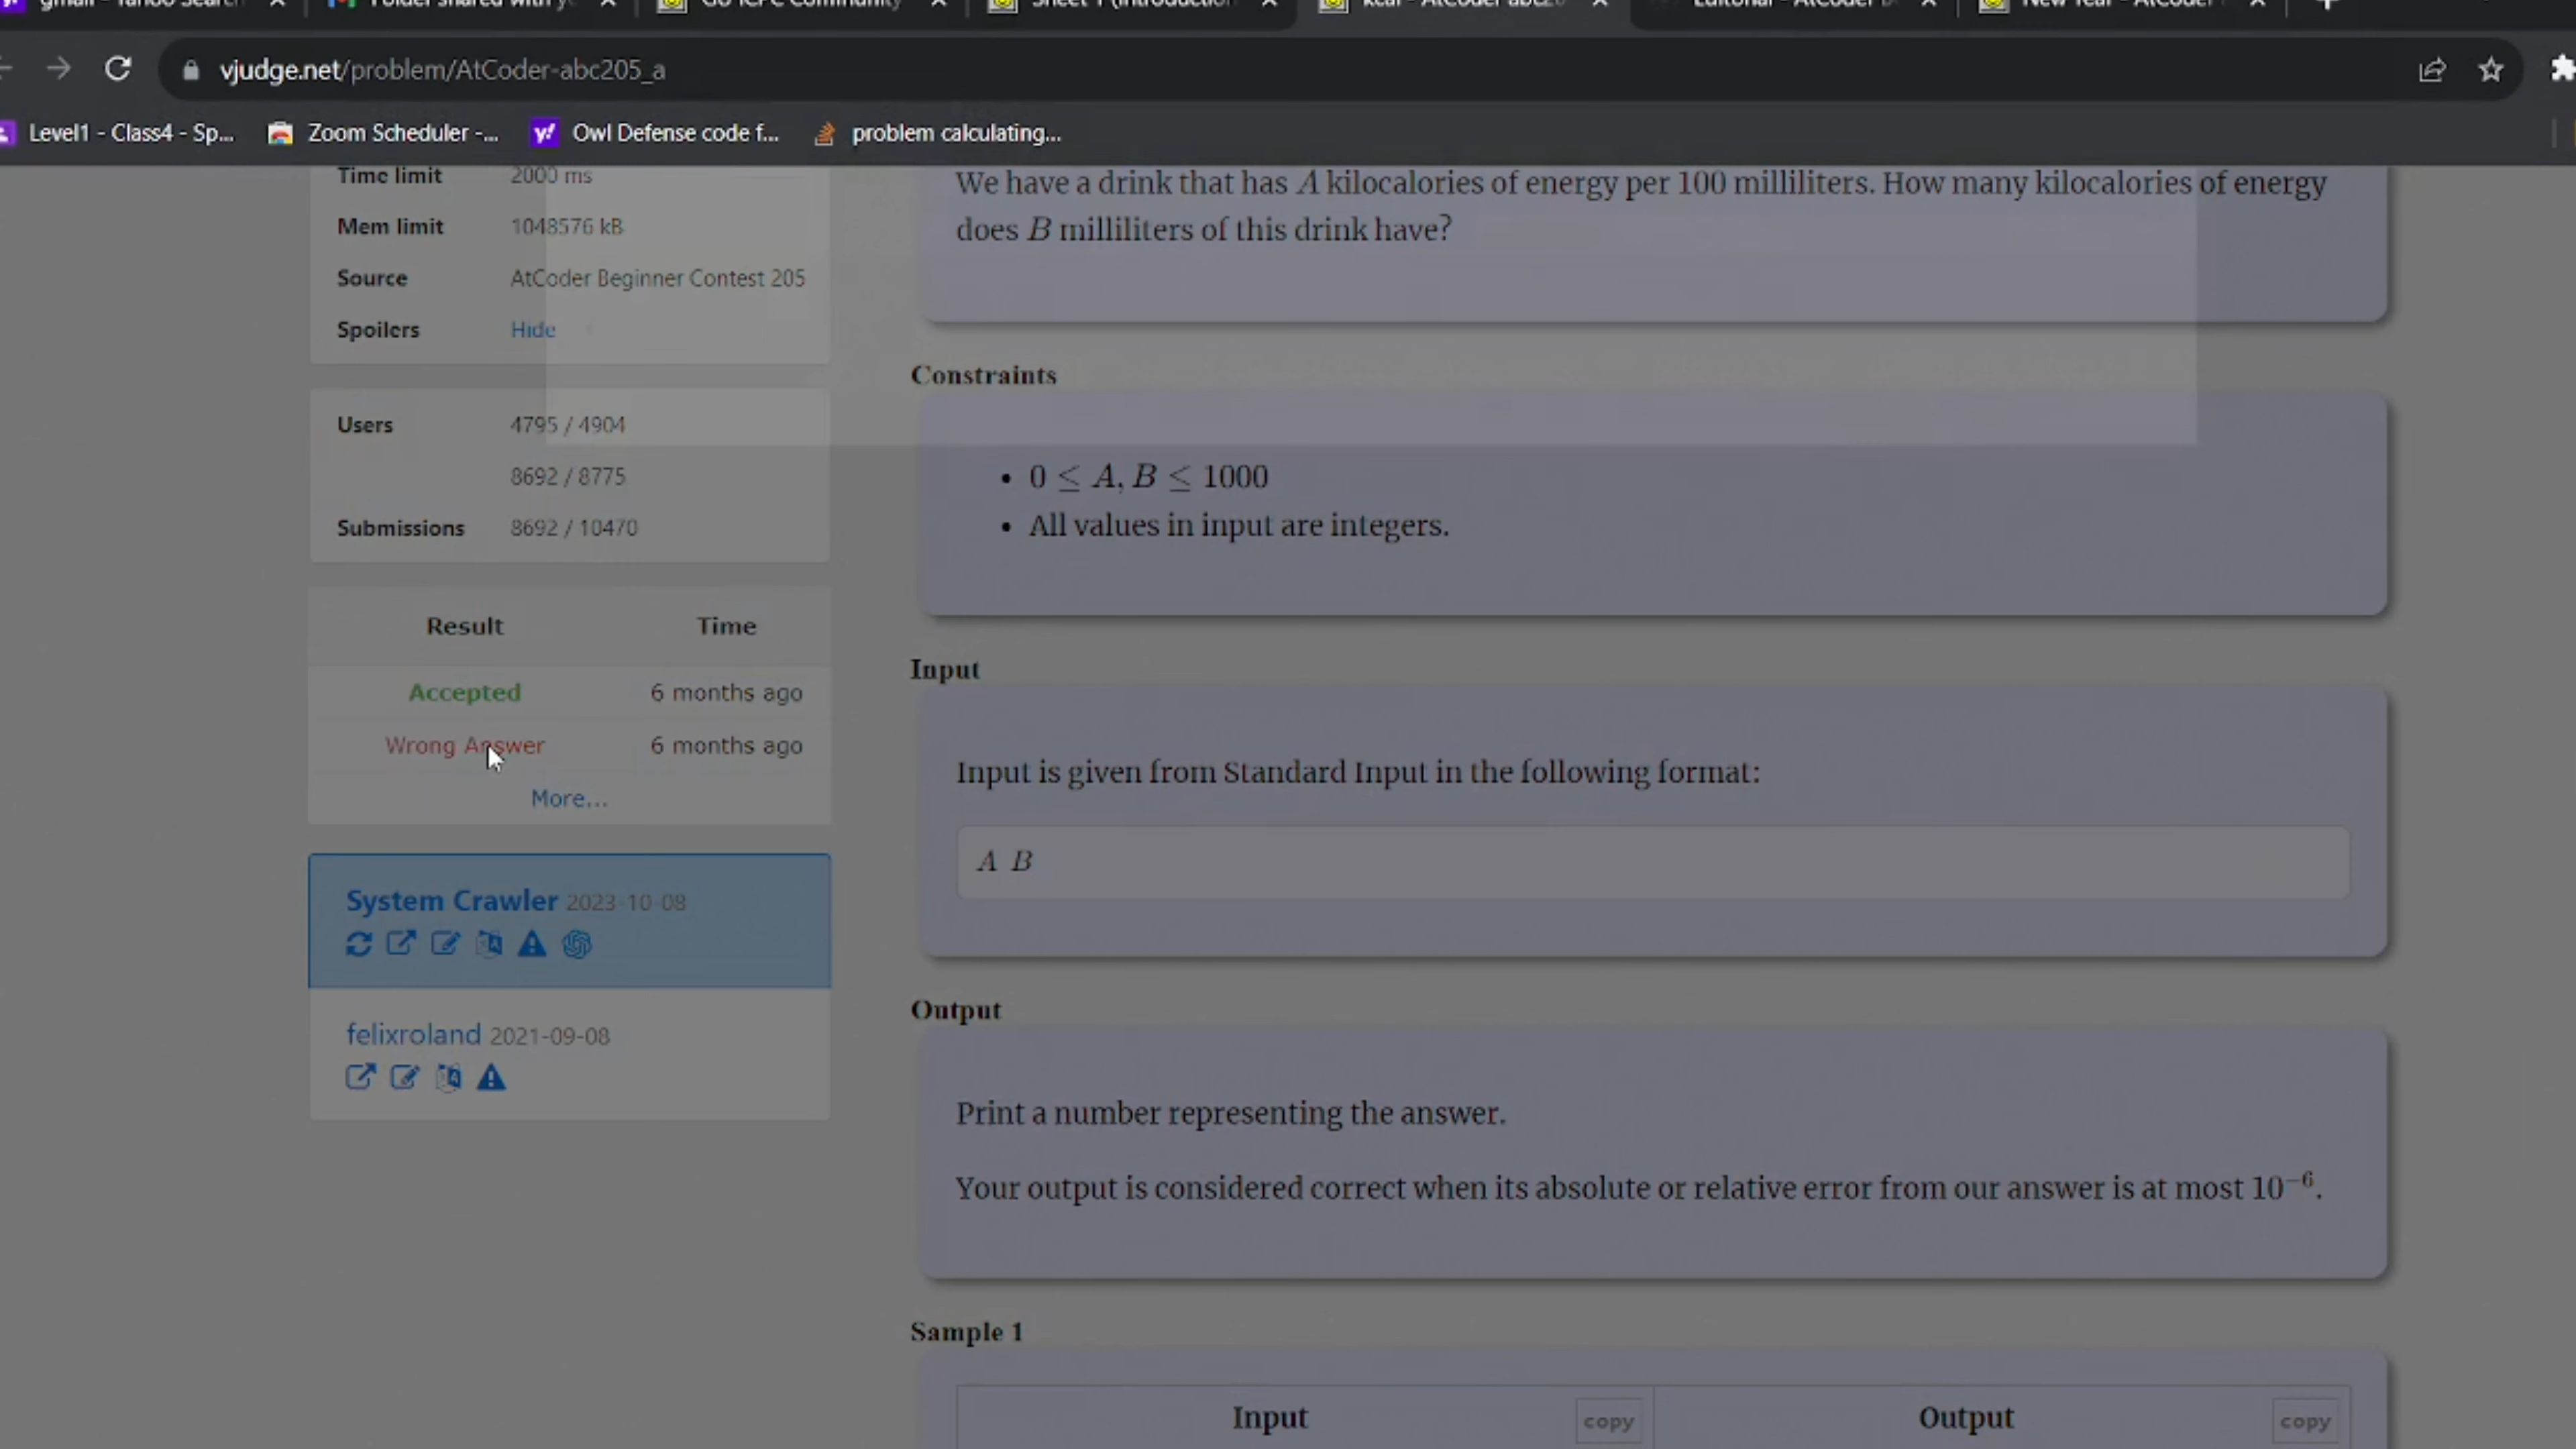 vjudge.net/problem/AtCoder-abc205_a
Level1 - Class4 - Sp... Zoom Scheduler -... Owl Defense code f... problem calculating...
Time limit 2000 ms
Mem limit 1048576 kB
Source AtCoder Beginner Contest 205
Spoilers Hide
Users 4795 / 4904
8692 / 8775
Submissions 8692 / 10470
Result Time
Accepted 6 months ago
Wrong Answer 6 months ago
More...
System Crawler 2023-10-08
felixroland 2021-09-08
We have a drink that has A kilocalories of energy per 100 milliliters. How many kilocalories of energy
does B milliliters of this drink have?
Constraints
• 0 ≤ A, B ≤ 1000
• All values in input are integers.
Input
Input is given from Standard Input in the following format:
A B
Output
Print a number representing the answer.
Your output is considered correct when its absolute or relative error from our answer is at most 10⁻⁶.
Sample 1
Input copy Output copy